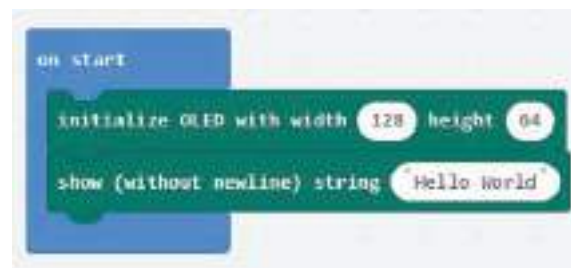 on start
initialize OLED with width 128 height 64
show (without newline) string "Hello World"